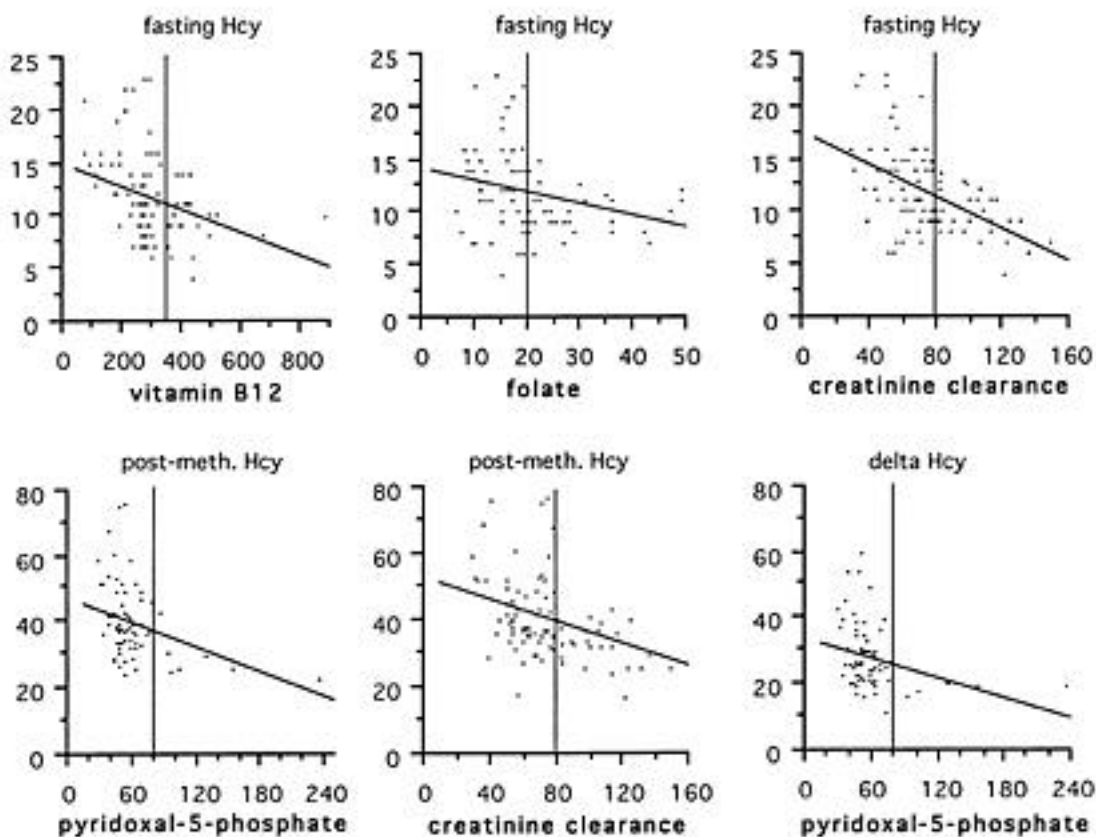 fasting Hcy
25
20
15
10
5
0
0 200 400 600 800
vitamin B12
fasting Hcy
25
20
15
10
5
0
0 10 20 30 40 50
folate
fasting Hcy
25
20
15
10
5
0
0 40 80 120 160
creatinine clearance
post-meth. Hcy
80
60
40
20
0
0 60 120 180 240
pyridoxal-5-phosphate
post-meth. Hcy
80
60
40
20
0
0 40 80 120 160
creatinine clearance
delta Hcy
80
60
40
20
0
0 60 120 180 240
pyridoxal-5-phosphate